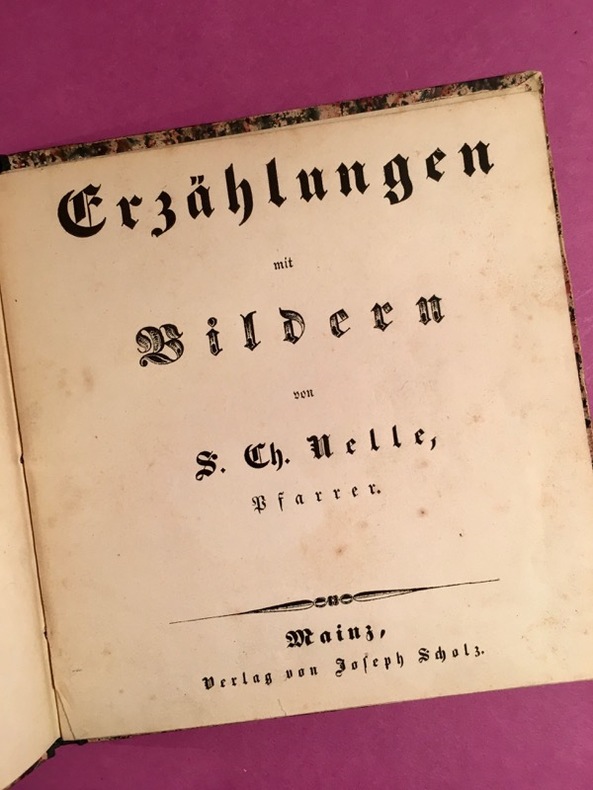 Erzählungen
mit
Bildern
von
S. Ch. Nelle,
Pfarrer.
Mainz,
Verlag von Joseph Scholz.